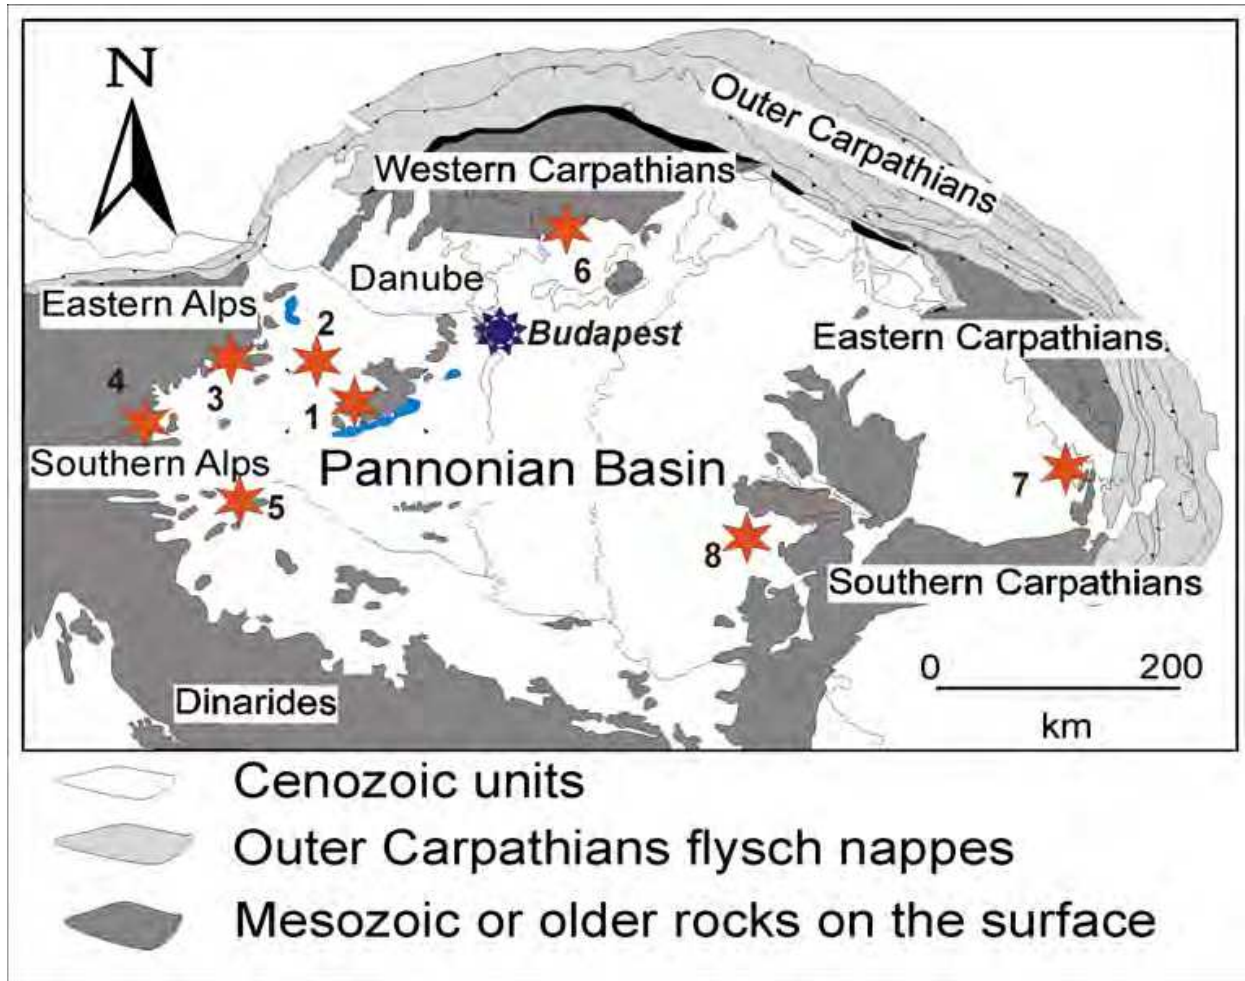 N
Outer Carpathians
Western Carpathians
6
Danube
Eastern Alps
2
Budapest
Eastern Carpathians
4
3
1
Southern Alps
Pannonian Basin
7
5
8
Southern Carpathians
0 200
km
Dinarides
Cenozoic units
Outer Carpathians flysch nappes
Mesozoic or older rocks on the surface